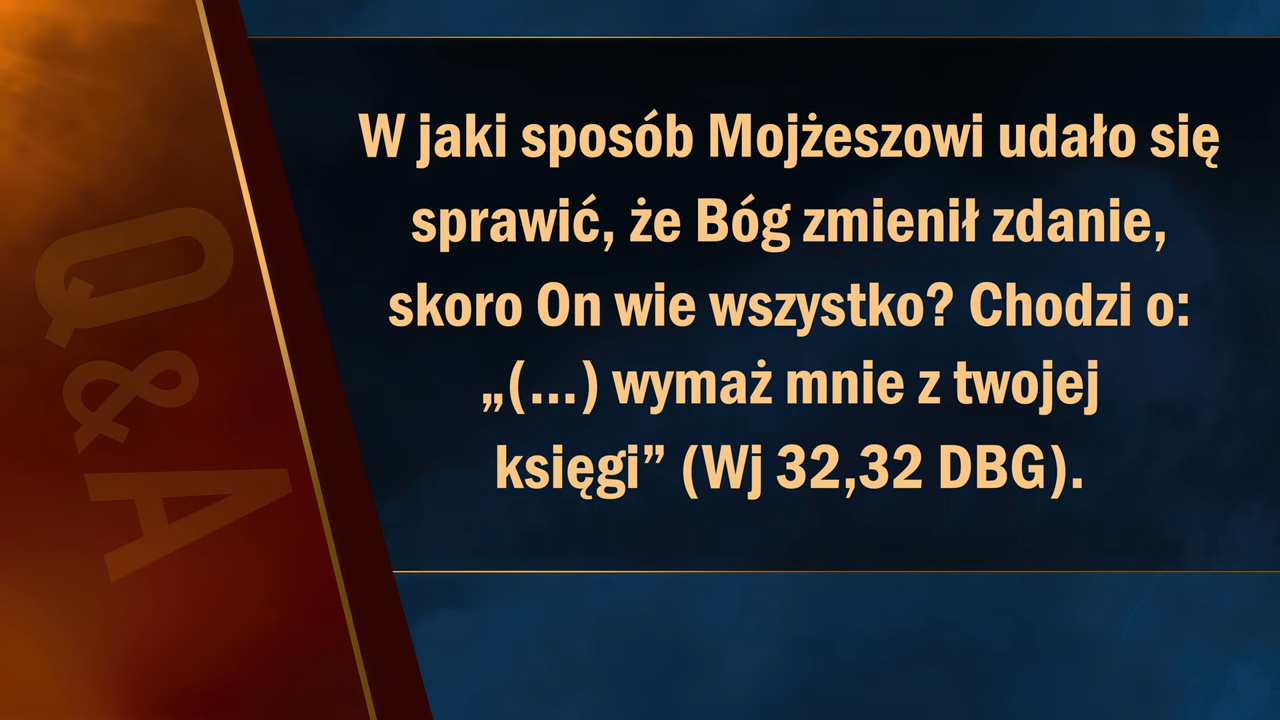 W jaki sposób Mojżeszowi udało się
sprawić, że Bóg zmienił zdanie,
skoro On wie wszystko? Chodzi o:
„(...) wymaż mnie z twojej
księgi” (Wj 32,32 DBG).
Q&A